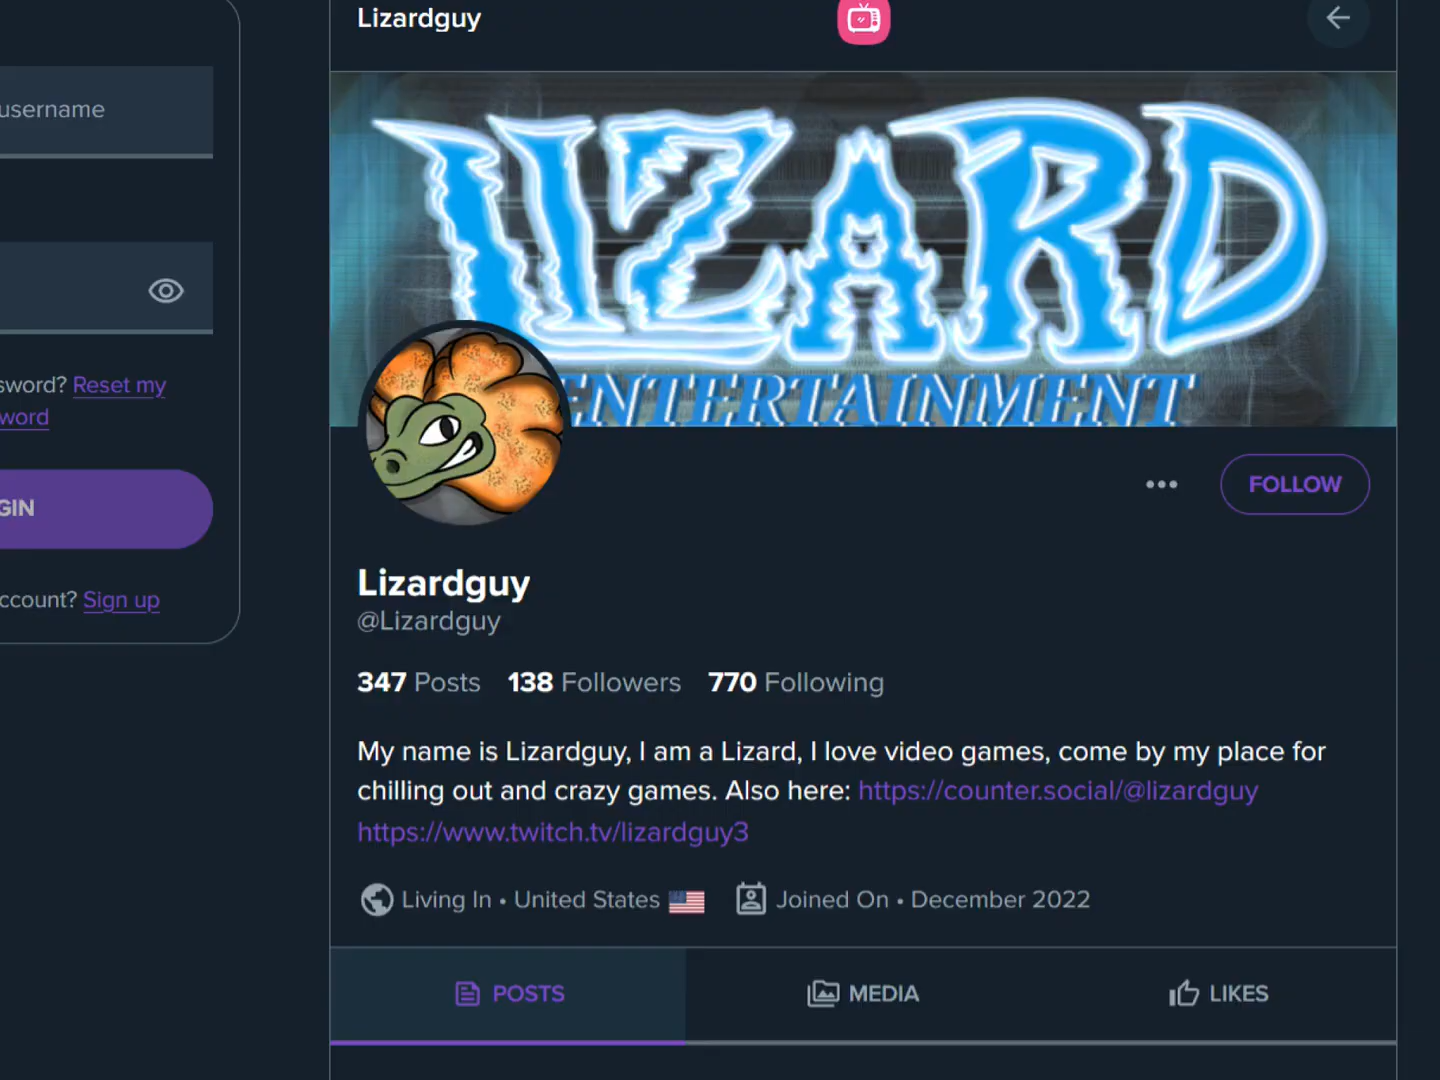 Lizardguy
username
LIZARD
ENTERTAINMENT
sword? Reset my
word
GIN
FOLLOW
Lizardguy
@Lizardguy
ccount? Sign up
347 Posts 138 Followers 770 Following
My name is Lizardguy, I am a Lizard, I love video games, come by my place for
chilling out and crazy games. Also here: https://counter.social/@lizardguy
https://www.twitch.tv/lizardguy3
Living In • United States Joined On • December 2022
POSTS MEDIA LIKES